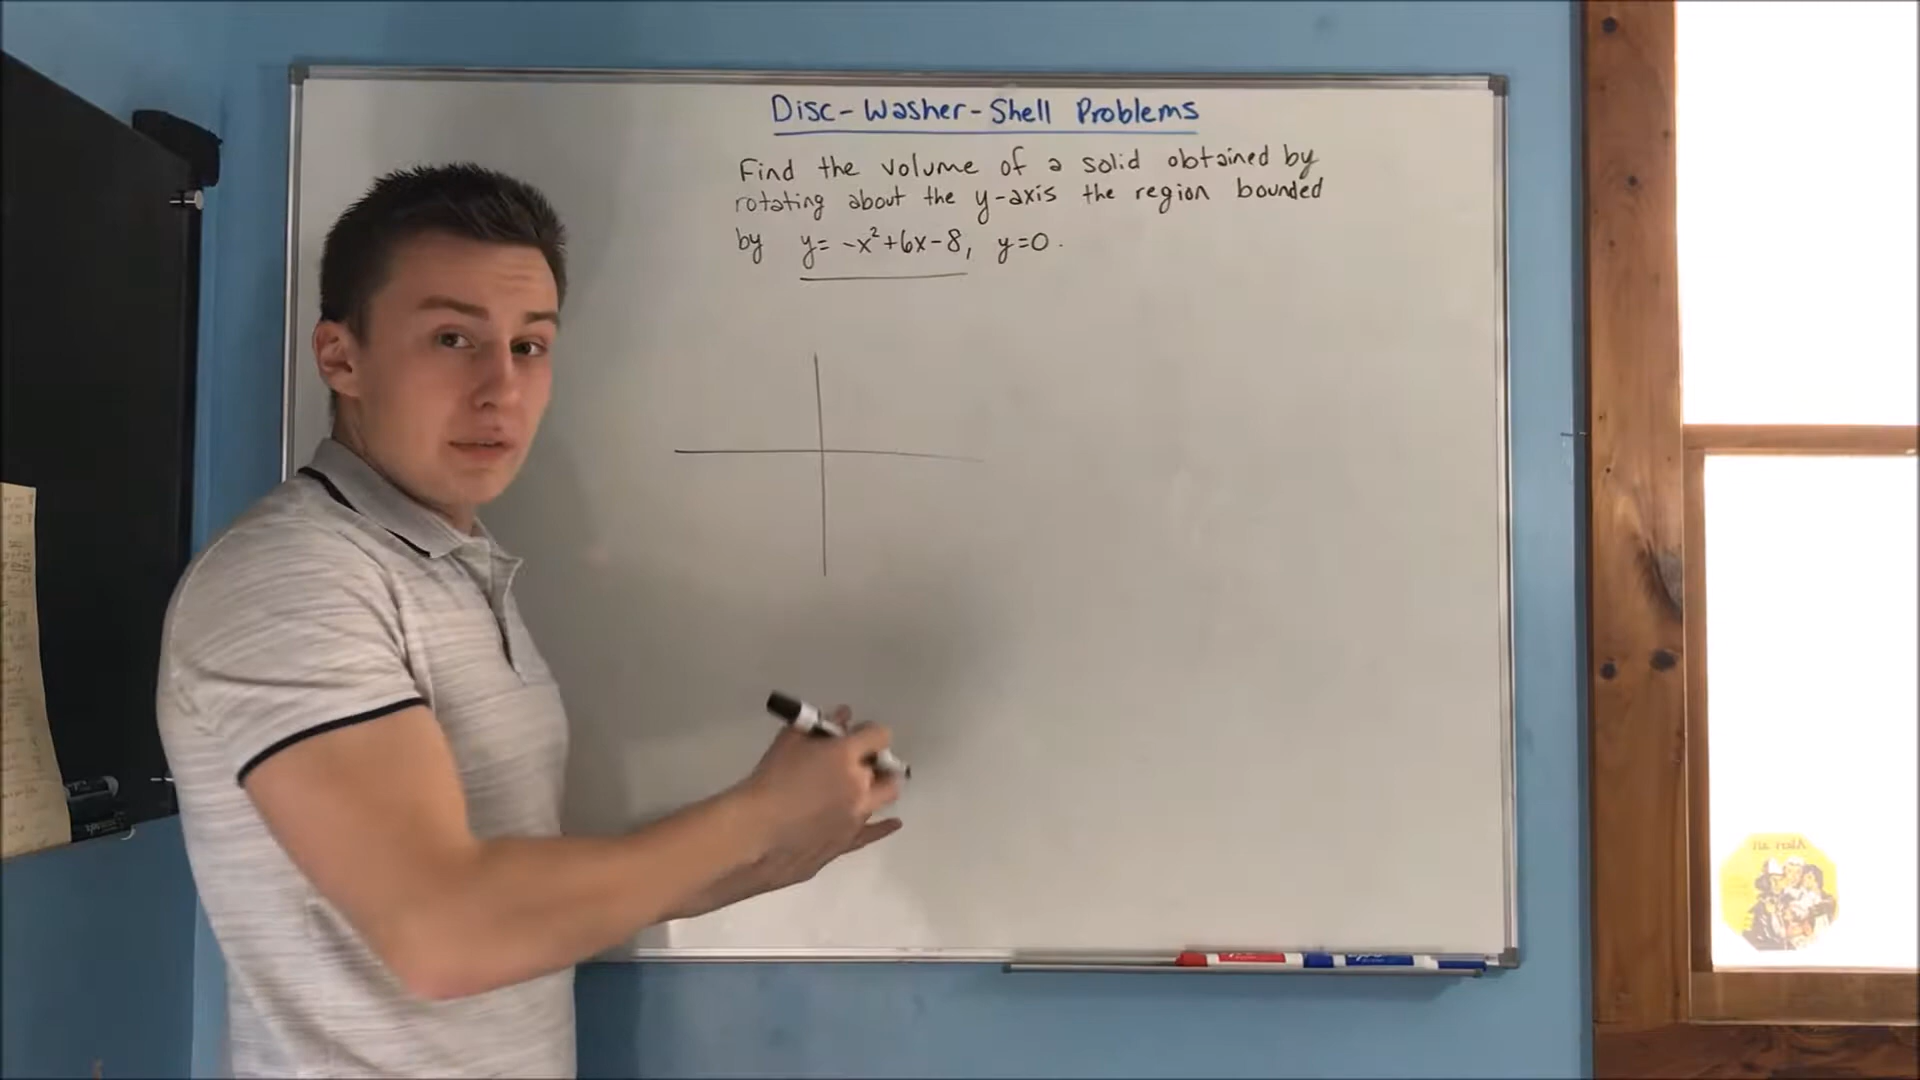 Disc-Washer-Shell Problems
Find the volume of a solid obtained by
rotating about the y-axis the region bounded
by y= -x²+6x-8, y=0.